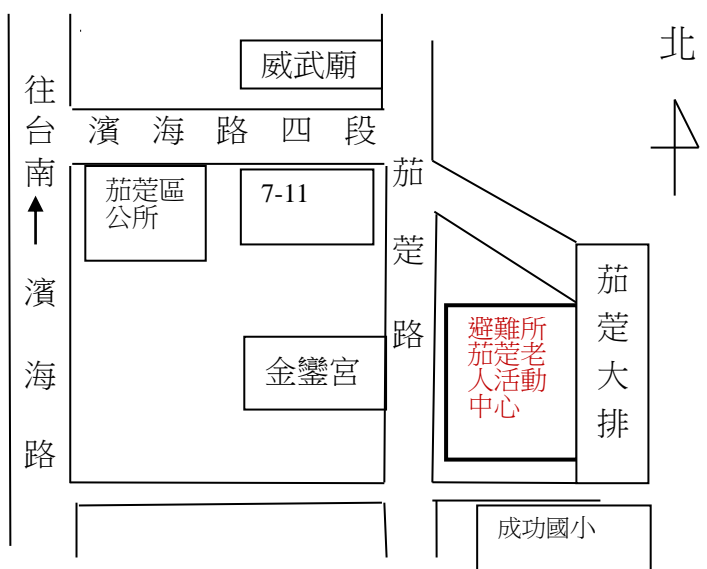 北
威武廟
往台南
濱海路四段
茄萣區
公所
7-11
茄萣路
濱海路
金鑾宮
避難所
茄萣老
人活動
中心
茄萣大排
成功國小